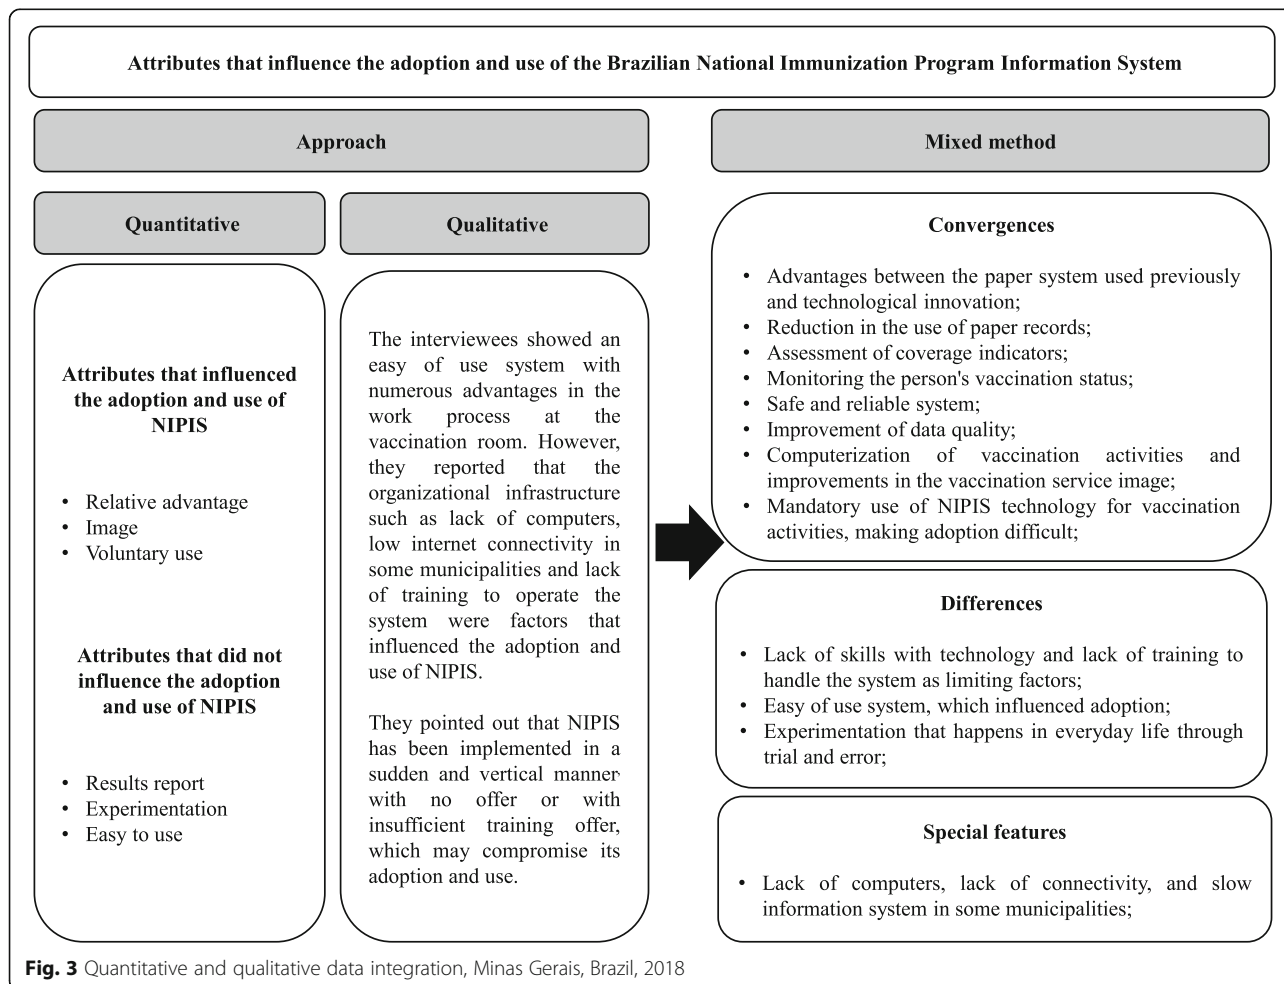 Attributes that influence the adoption and use of the Brazilian National Immunization Program Information System
Approach
Quantitative
Attributes that influenced
the adoption and use of
NIPIS
• Relative advantage
• Image
• Voluntary use
Attributes that did not
influence the adoption
and use of NIPIS
• Results report
• Experimentation
• Easy to use
Qualitative
The interviewees showed an
easy of use system with
numerous advantages in the
work process at the
vaccination room. However,
they reported that the
organizational infrastructure
such as lack of computers,
low internet connectivity in
some municipalities and lack
of training to operate the
system were factors that
influenced the adoption and
use of NIPIS.
They pointed out that NIPIS
has been implemented in a
sudden and vertical manner
with no offer or with
insufficient training offer,
which may compromise its
adoption and use.
Mixed method
Convergences
• Advantages between the paper system used previously
and technological innovation;
• Reduction in the use of paper records;
• Assessment of coverage indicators;
• Monitoring the person's vaccination status;
• Safe and reliable system;
• Improvement of data quality;
• Computerization of vaccination activities and
improvements in the vaccination service image;
• Mandatory use of NIPIS technology for vaccination
activities, making adoption difficult;
Differences
• Lack of skills with technology and lack of training to
handle the system as limiting factors;
• Easy of use system, which influenced adoption;
• Experimentation that happens in everyday life through
trial and error;
Special features
• Lack of computers, lack of connectivity, and slow
information system in some municipalities;
Fig. 3 Quantitative and qualitative data integration, Minas Gerais, Brazil, 2018